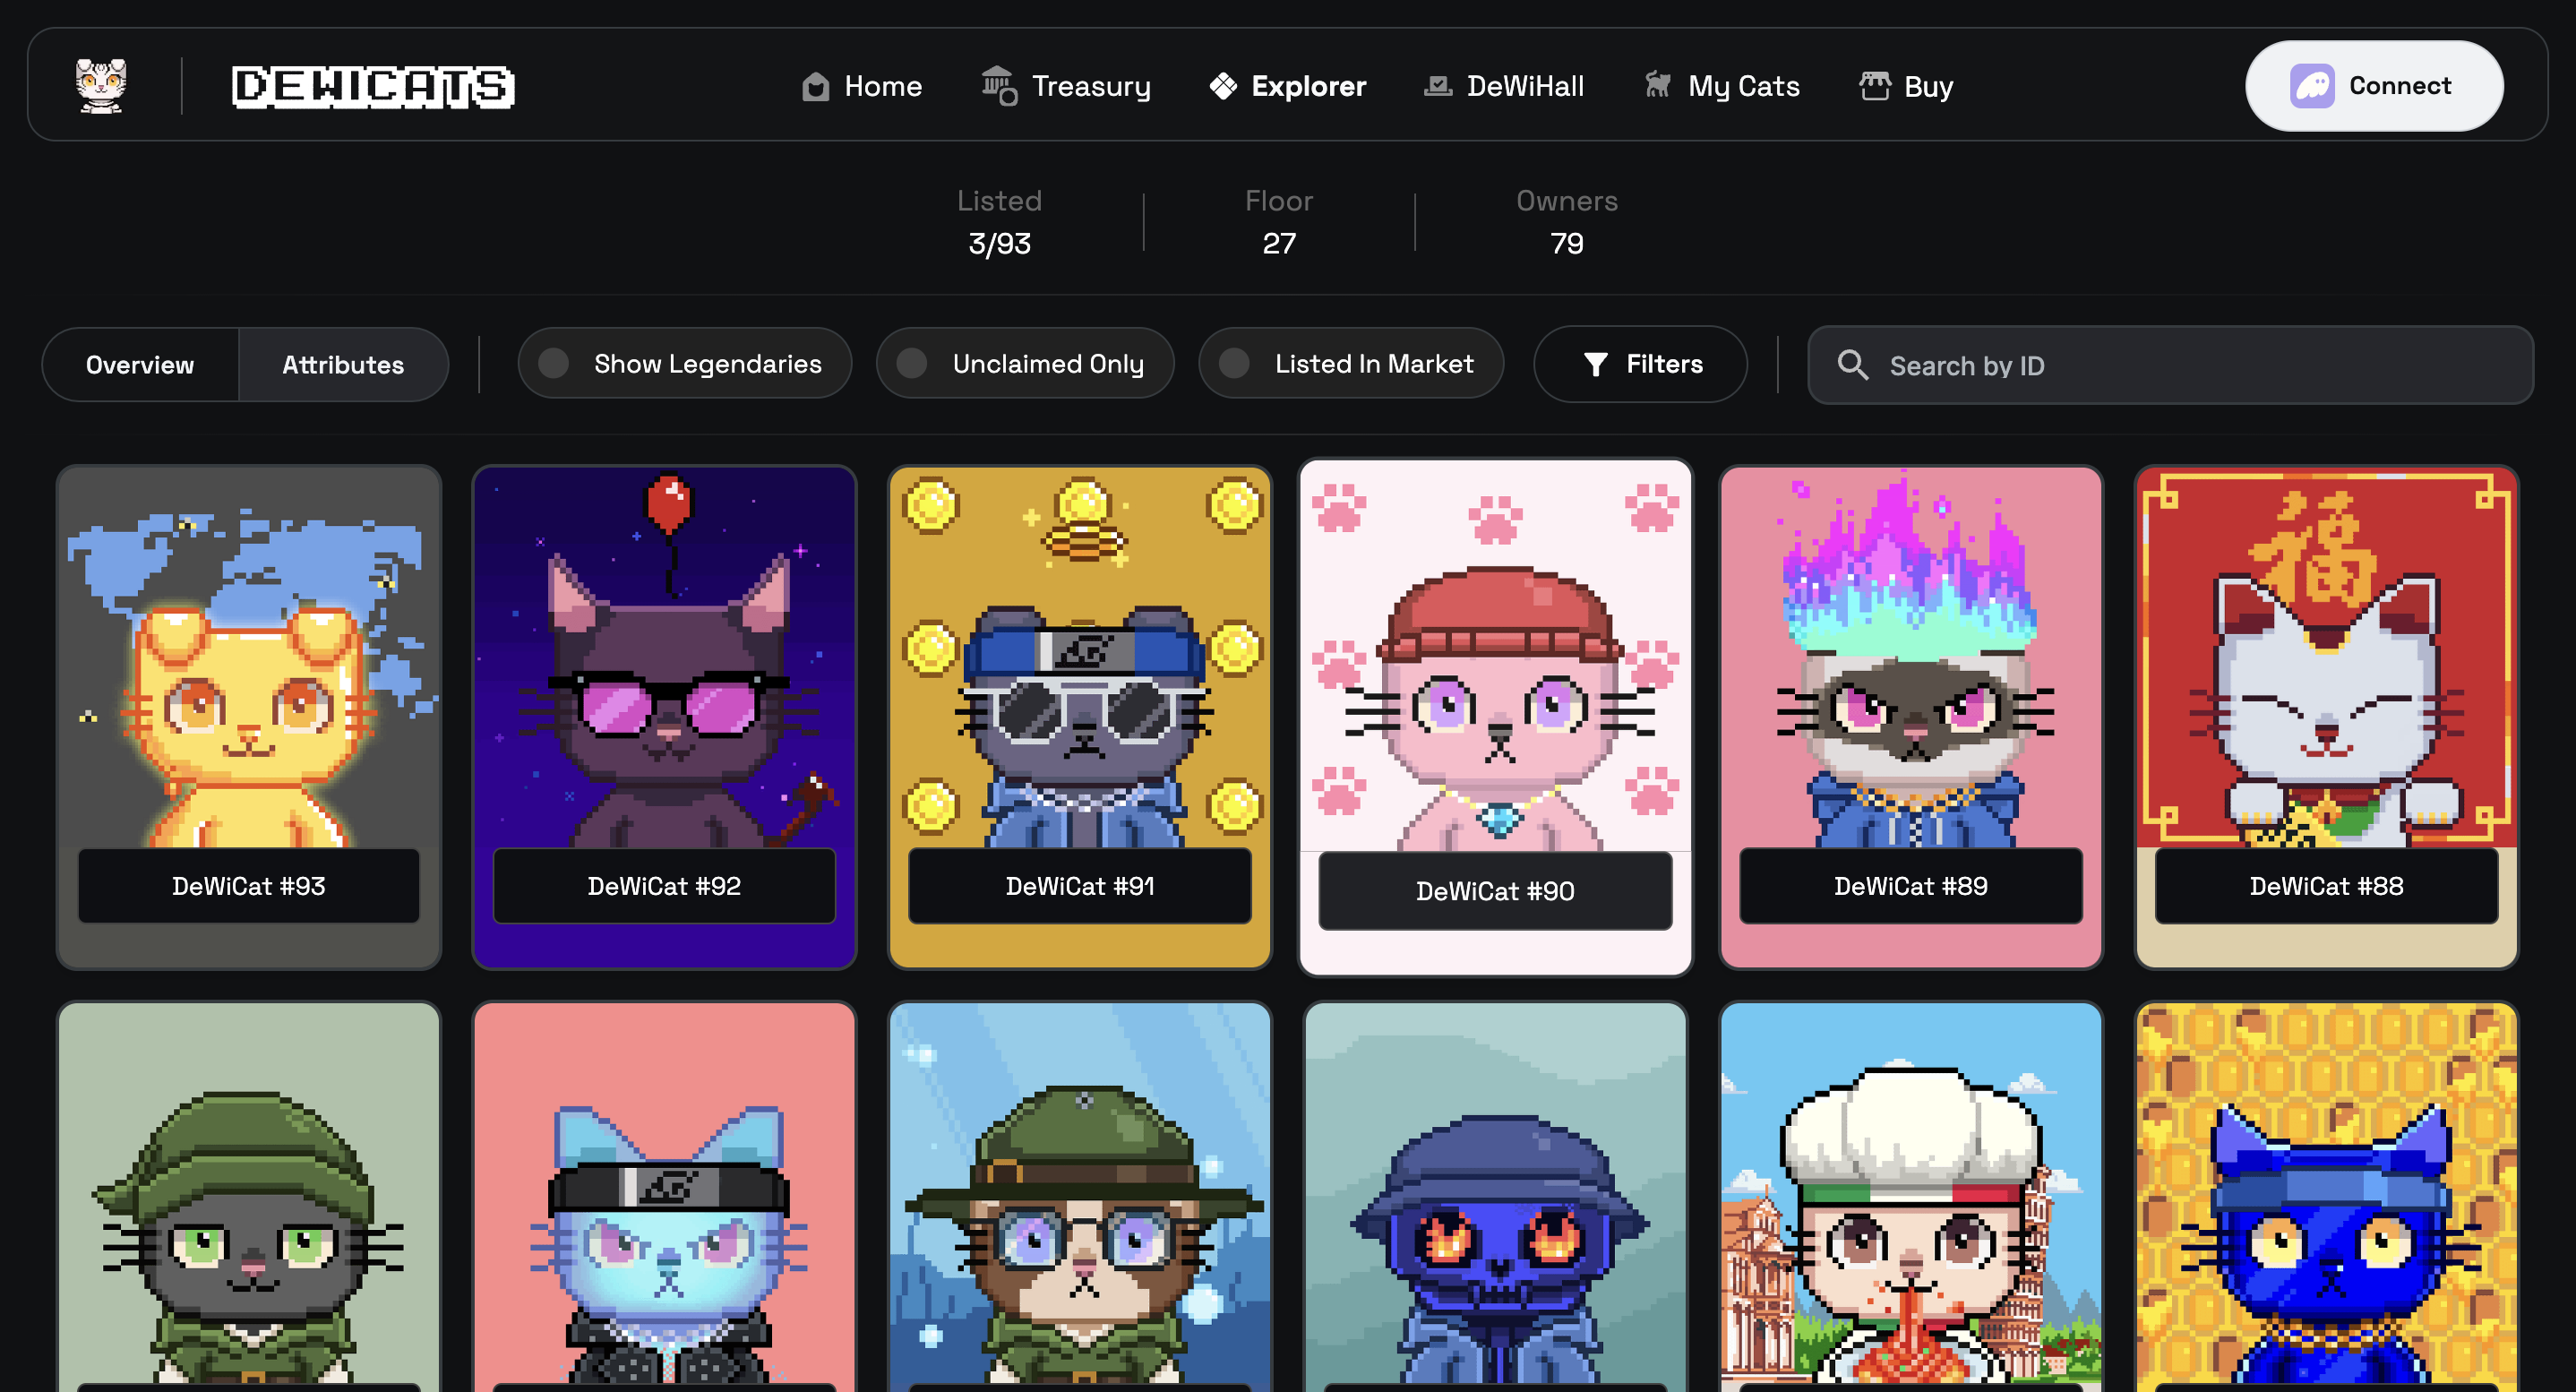 DEWICATS
Home
Treasury
Explorer
DeWiHall
My Cats
Buy
Connect
Listed
3/93
Floor
27
Owners
79
Overview
Attributes
Show Legendaries
Unclaimed Only
Listed In Market
Filters
Search by ID
福
DeWiCat #93
DeWiCat #92
DeWiCat #91
DeWiCat #90
DeWiCat #89
DeWiCat #88